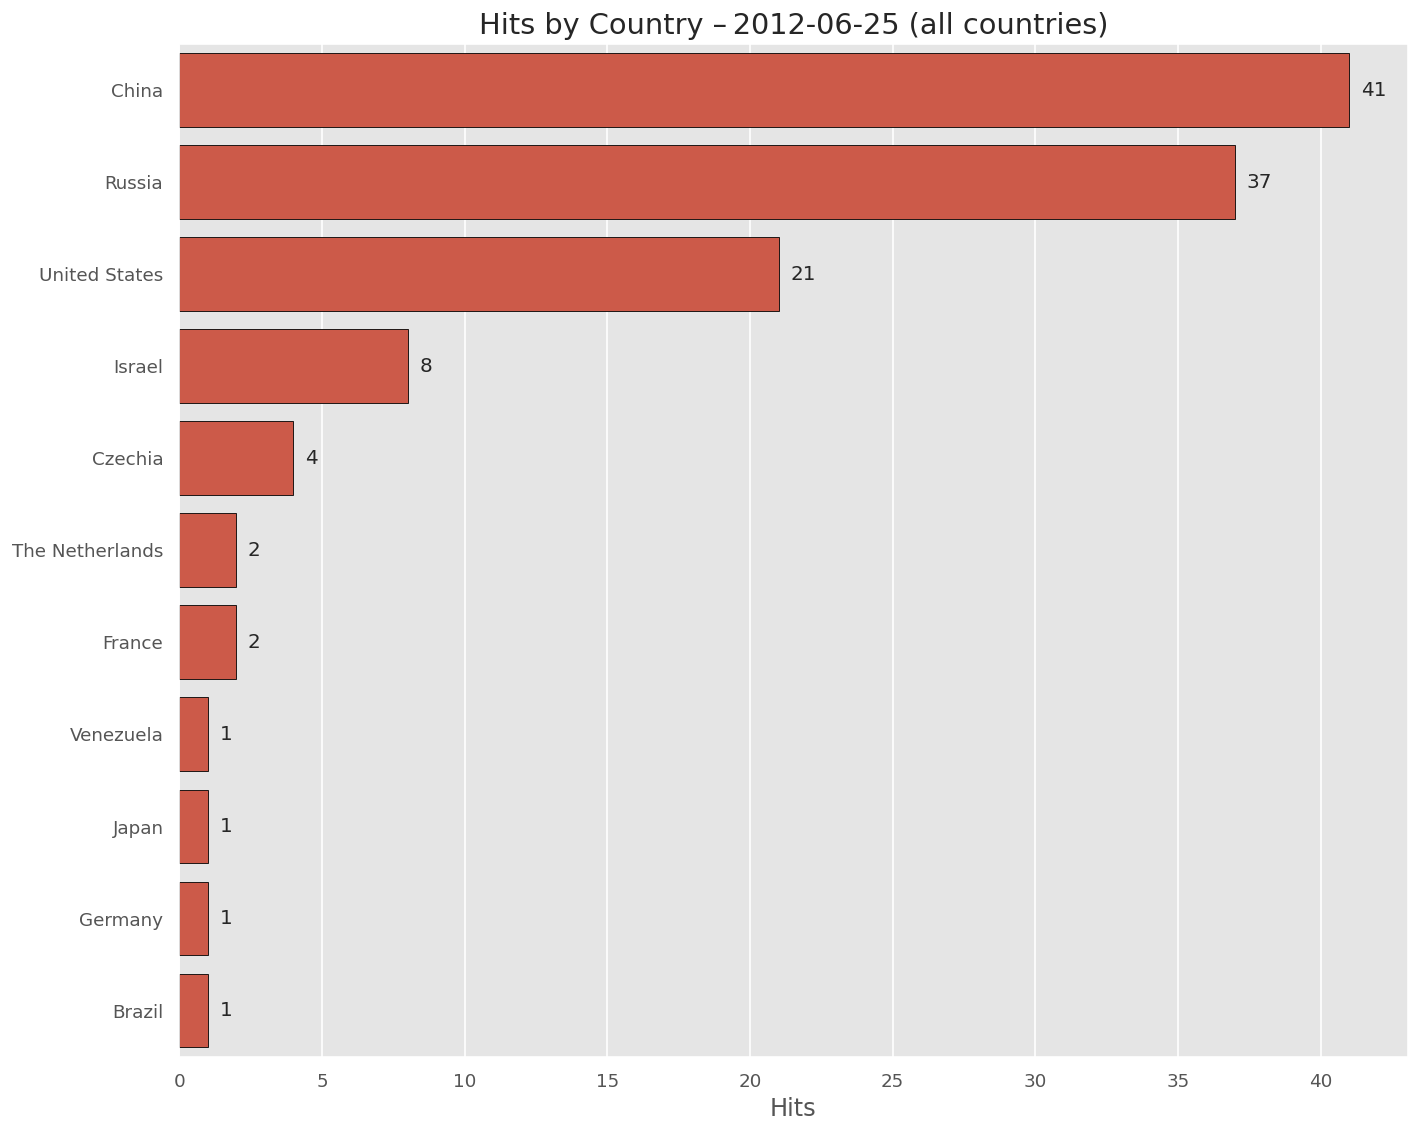 Hits by Country – 2012-06-25 (all countries)
China 41
Russia 37
United States 21
Israel 8
Czechia 4
The Netherlands 2
France 2
Venezuela 1
Japan 1
Germany 1
Brazil 1
0 5 10 15 20 25 30 35 40
Hits